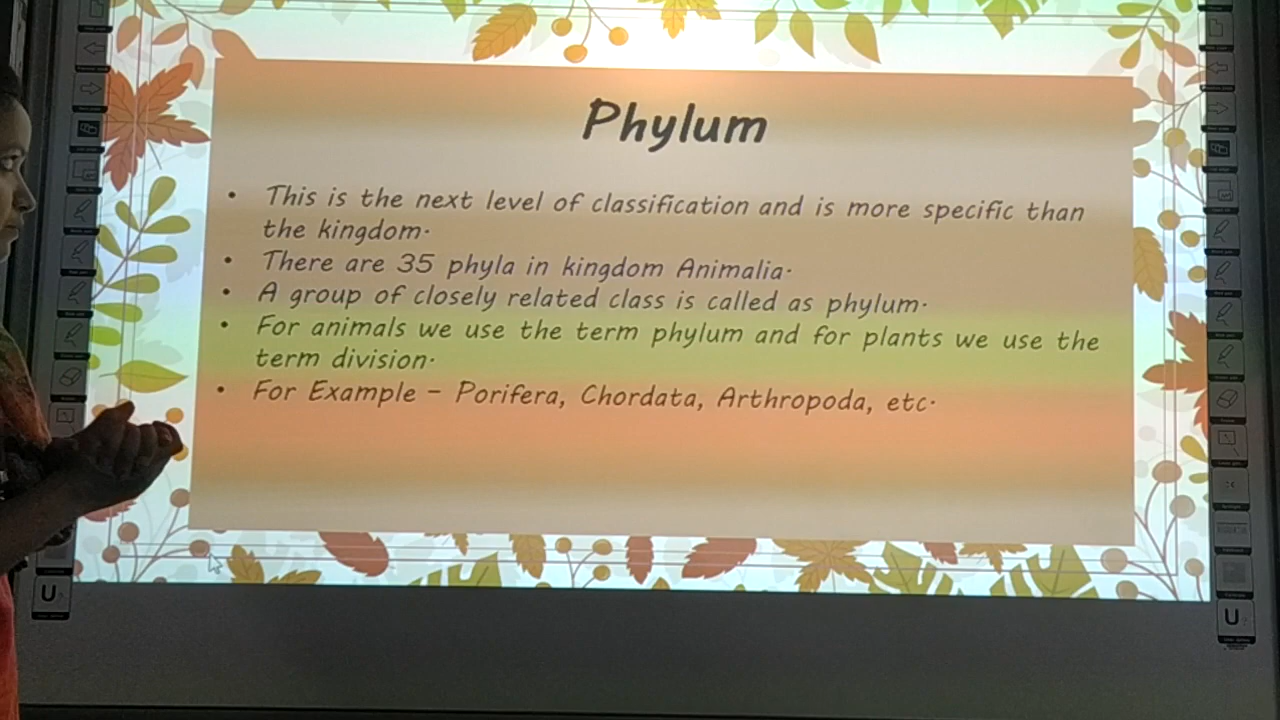 Phylum
• This is the next level of classification and is more specific than
the kingdom.
• There are 35 phyla in kingdom Animalia.
• A group of closely related class is called as phylum.
• For animals we use the term phylum and for plants we use the
term division.
• For Example - Porifera, Chordata, Arthropoda, etc.
U
U